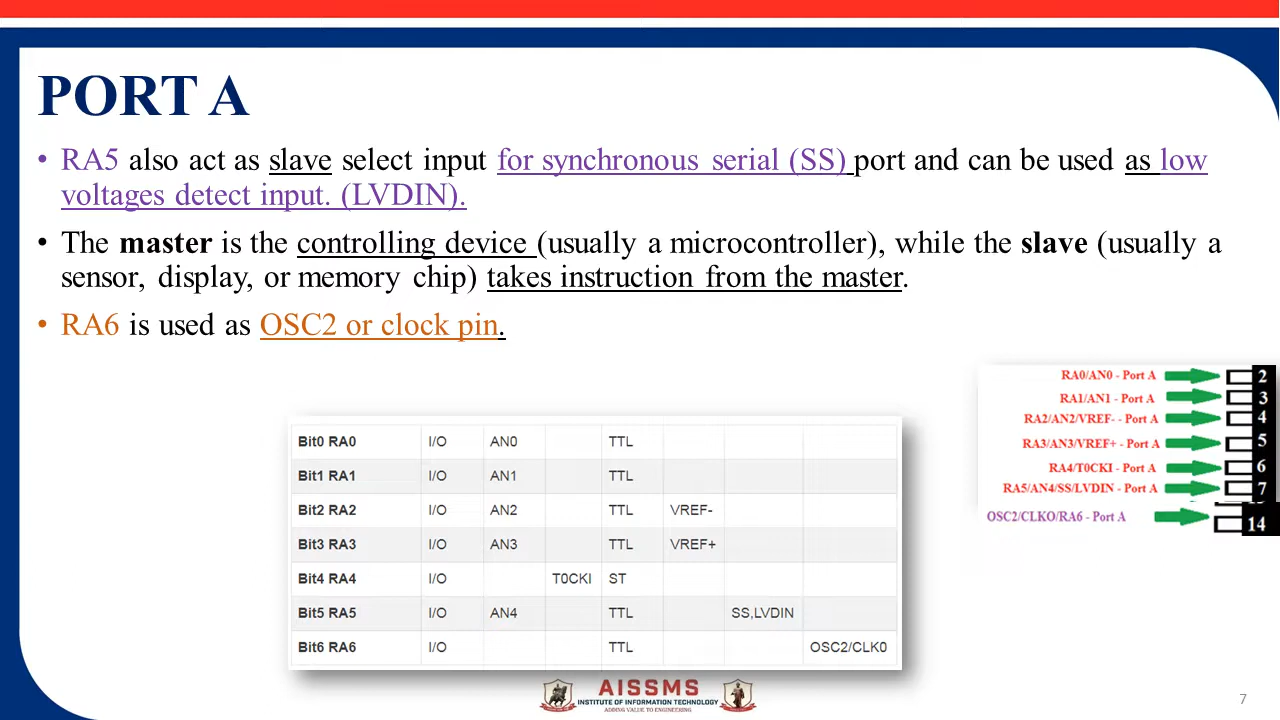 PORT A
• RA5 also act as slave select input for synchronous serial (SS) port and can be used as low
voltages detect input. (LVDIN).
• The master is the controlling device (usually a microcontroller), while the slave (usually a
sensor, display, or memory chip) takes instruction from the master.
• RA6 is used as OSC2 or clock pin.
RA0/AN0 - Port A 2
RA1/AN1 - Port A 3
RA2/AN2/VREF- - Port A 4
RA3/AN3/VREF+ - Port A 5
RA4/T0CKI - Port A 6
RA5/AN4/SS/LVDIN - Port A 7
OSC2/CLKO/RA6 - Port A 14
Bit0 RA0 I/O AN0 TTL
Bit1 RA1 I/O AN1 TTL
Bit2 RA2 I/O AN2 TTL VREF-
Bit3 RA3 I/O AN3 TTL VREF+
Bit4 RA4 I/O T0CKI ST
Bit5 RA5 I/O AN4 TTL SS,LVDIN
Bit6 RA6 I/O TTL OSC2/CLK0
AISSMS
INSTITUTE OF INFORMATION TECHNOLOGY
ADDING VALUE TO ENGINEERING
7